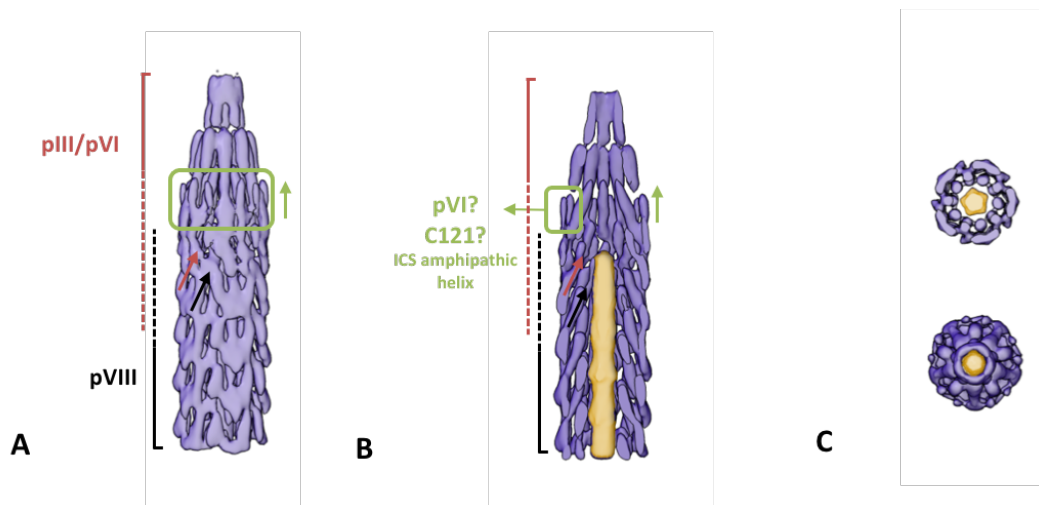 pIII/pVI
pVIII
A
pVI?
C121?
ICS amphipathic
helix
B
C